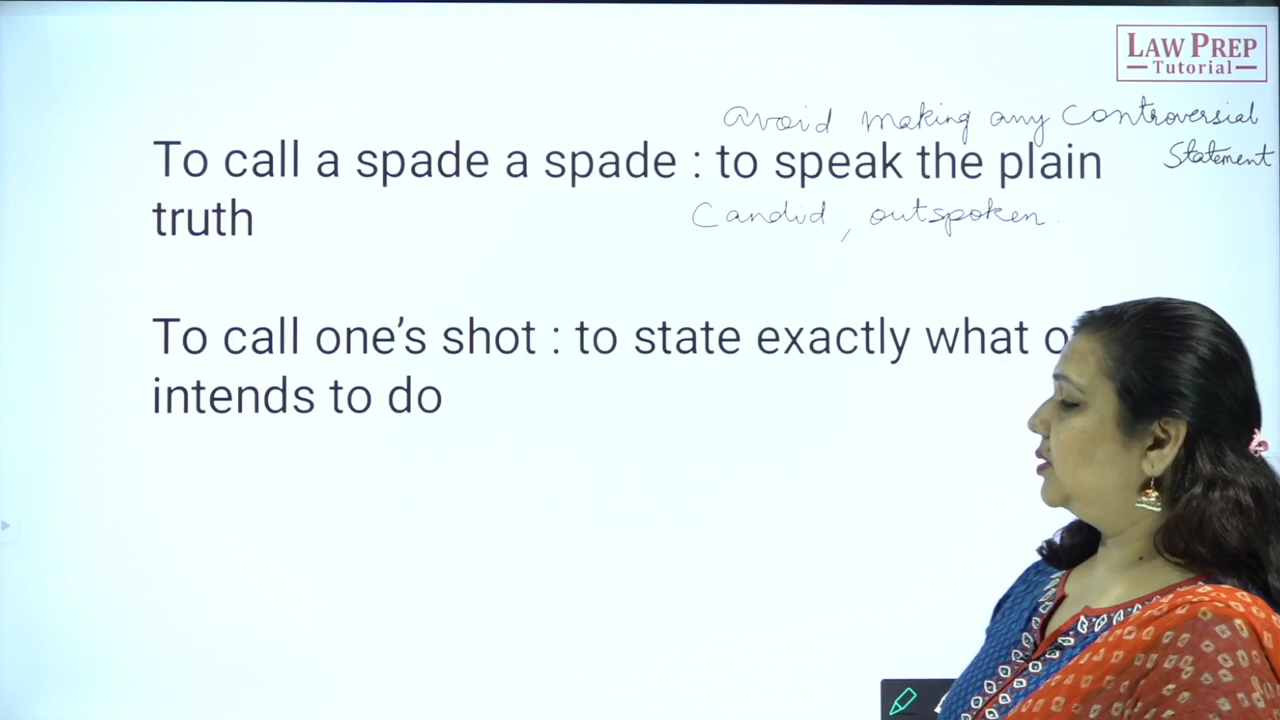 LAW PREP
Tutorial
avoid making any controversial
statement
To call a spade a spade : to speak the plain
truth
candid, outspoken.
To call one's shot : to state exactly what
intends to do